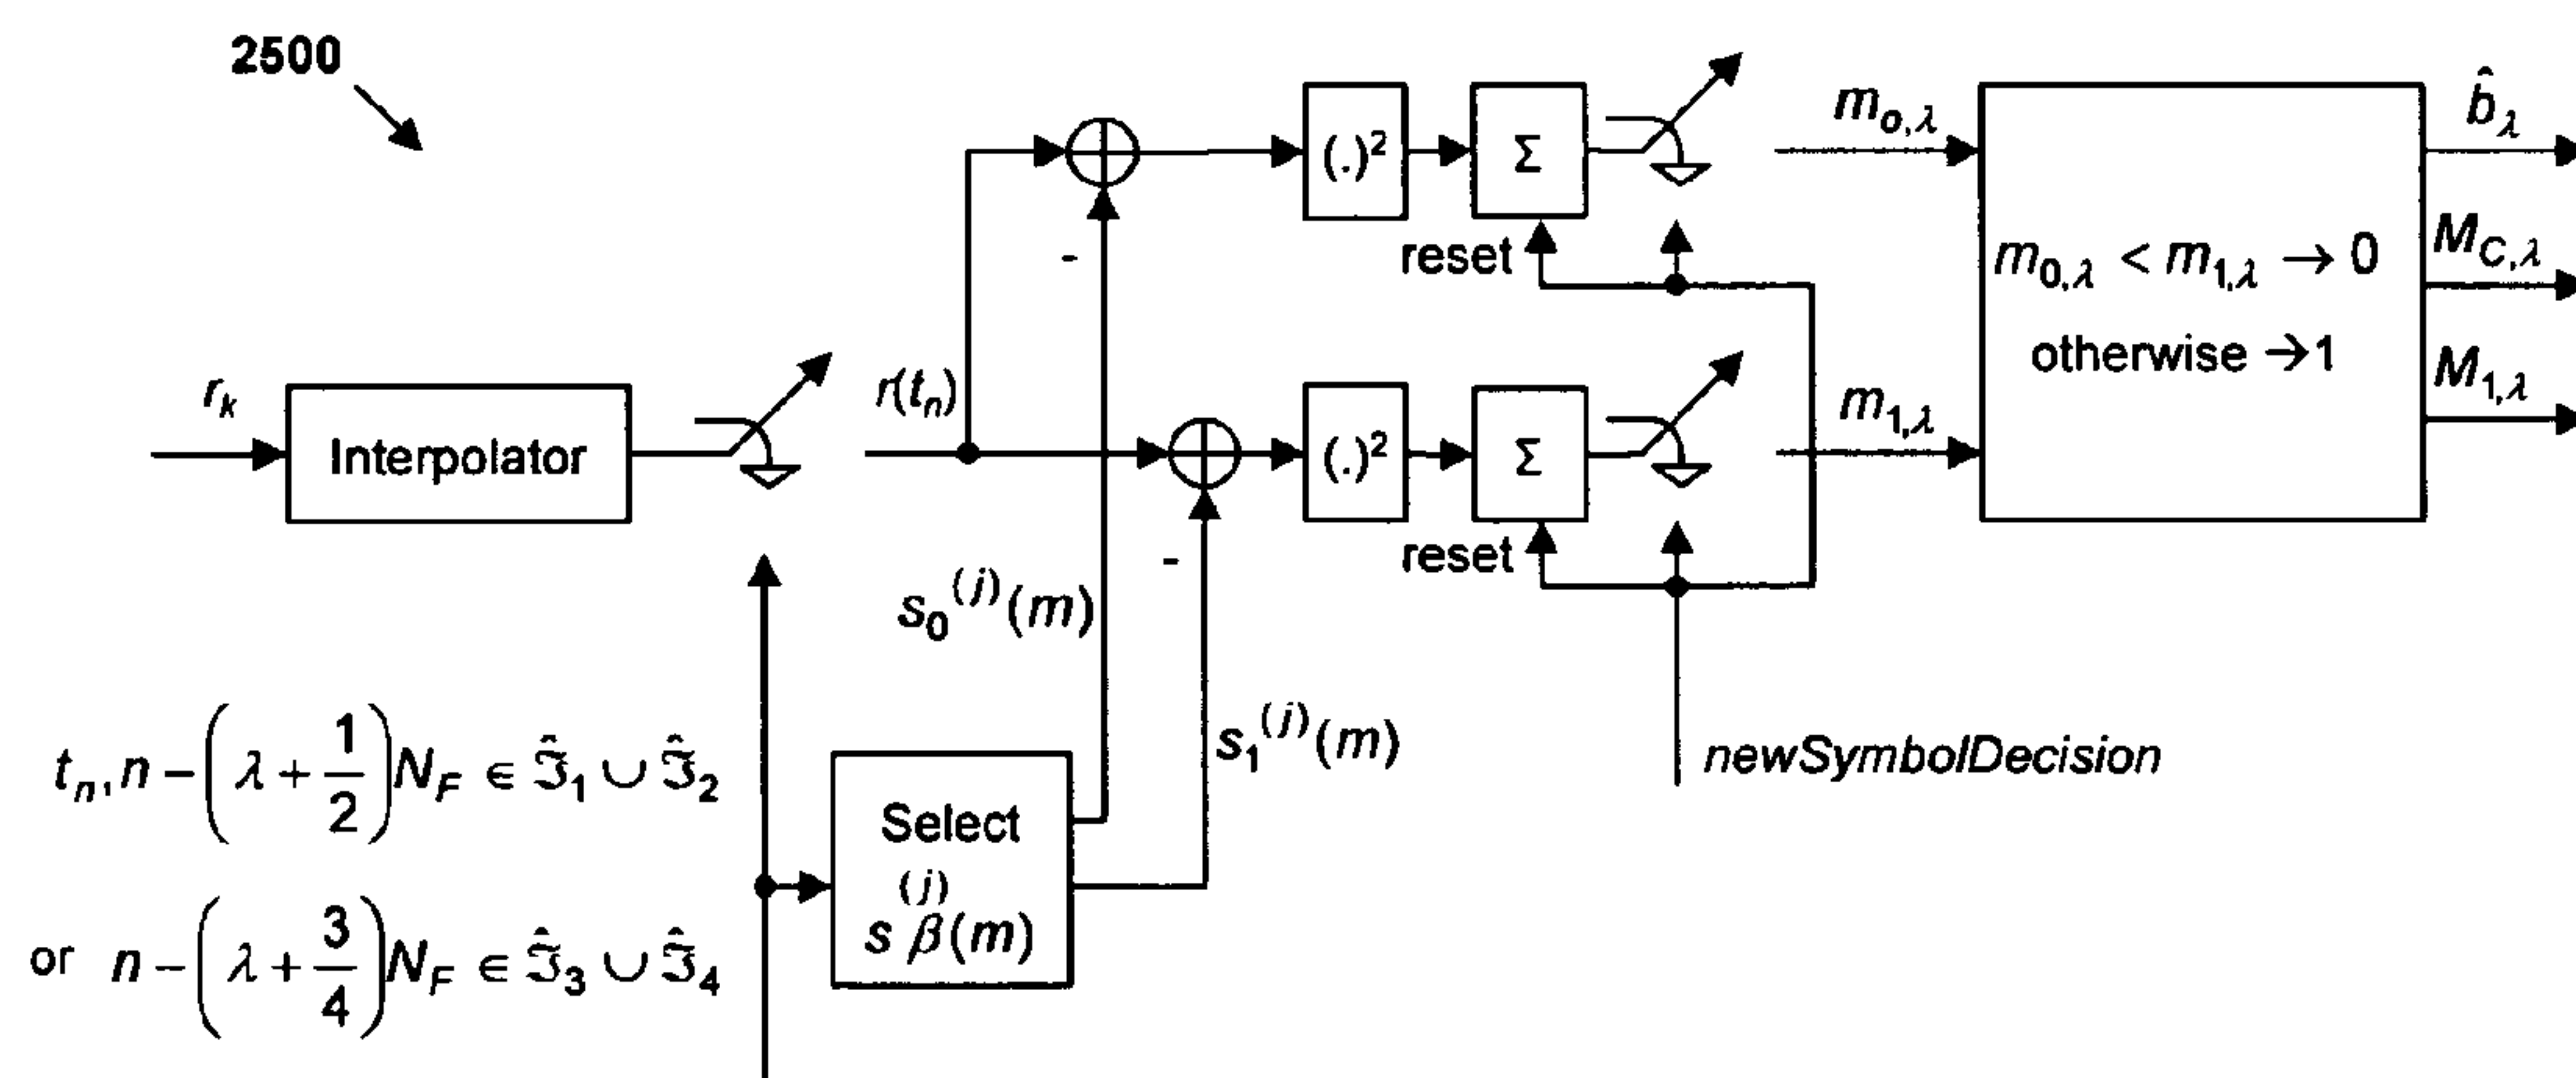 2500
r_k
Interpolator
r(t_n)
(.)²
Σ
reset
m_{o,λ}
-
(.)²
Σ
reset
m_{1,λ}
-
m_{0,λ} < m_{1,λ} → 0
otherwise → 1
b̂_λ
M_{C,λ}
M_{1,λ}
s_0^{(j)}(m)
s_1^{(j)}(m)
newSymbolDecision
t_n, n − (λ + 1/2) N_F ∈ ℑ̂_1 ∪ ℑ̂_2
or n − (λ + 3/4) N_F ∈ ℑ̂_3 ∪ ℑ̂_4
Select
(j)
s β(m)